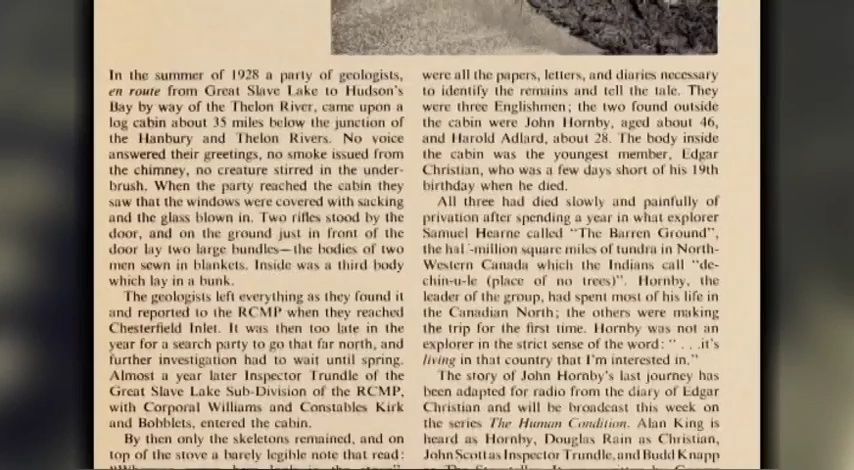 In the summer of 1928 a party of geologists,
en route from Great Slave Lake to Hudson's
Bay by way of the Thelon River, came upon a
log cabin about 35 miles below the junction of
the Hanbury and Thelon Rivers. No voice
answered their greetings, no smoke issued from
the chimney, no creature stirred in the under-
brush. When the party reached the cabin they
saw that the windows were covered with sacking
and the glass blown in. Two rifles stood by the
door, and on the ground just in front of the
door lay two large bundles—the bodies of two
men sewn in blankets. Inside was a third body
which lay in a bunk.
The geologists left everything as they found it
and reported to the RCMP when they reached
Chesterfield Inlet. It was then too late in the
year for a search party to go that far north, and
further investigation had to wait until spring.
Almost a year later Inspector Trundle of the
Great Slave Lake Sub-Division of the RCMP,
with Corporal Williams and Constables Kirk
and Bobblets, entered the cabin.
By then only the skeletons remained, and on
top of the stove a barely legible note that read:
were all the papers, letters, and diaries necessary
to identify the remains and tell the tale. They
were three Englishmen; the two found outside
the cabin were John Hornby, aged about 46,
and Harold Adlard, about 28. The body inside
the cabin was the youngest member, Edgar
Christian, who was a few days short of his 19th
birthday when he died.
All three had died slowly and painfully of
privation after spending a year in what explorer
Samuel Hearne called "The Barren Ground",
the hal -million square miles of tundra in North-
Western Canada which the Indians call "de-
chin-u-le (place of no trees)". Hornby, the
leader of the group, had spent most of his life in
the Canadian North; the others were making
the trip for the first time. Hornby was not an
explorer in the strict sense of the word: ". . .it's
living in that country that I'm interested in."
The story of John Hornby's last journey has
been adapted for radio from the diary of Edgar
Christian and will be broadcast this week on
the series The Human Condition. Alan King is
heard as Hornby, Douglas Rain as Christian,
John Scott as Inspector Trundle, and Budd Knapp